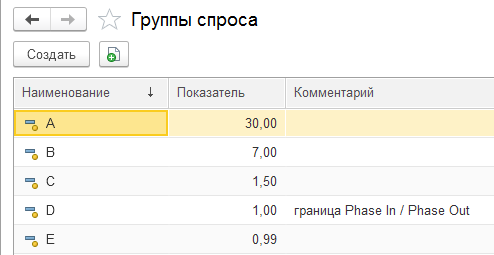 Группы спроса
Создать
Наименование ↓ Показатель Комментарий
A 30,00
B 7,00
C 1,50
D 1,00 граница Phase In / Phase Out
E 0,99